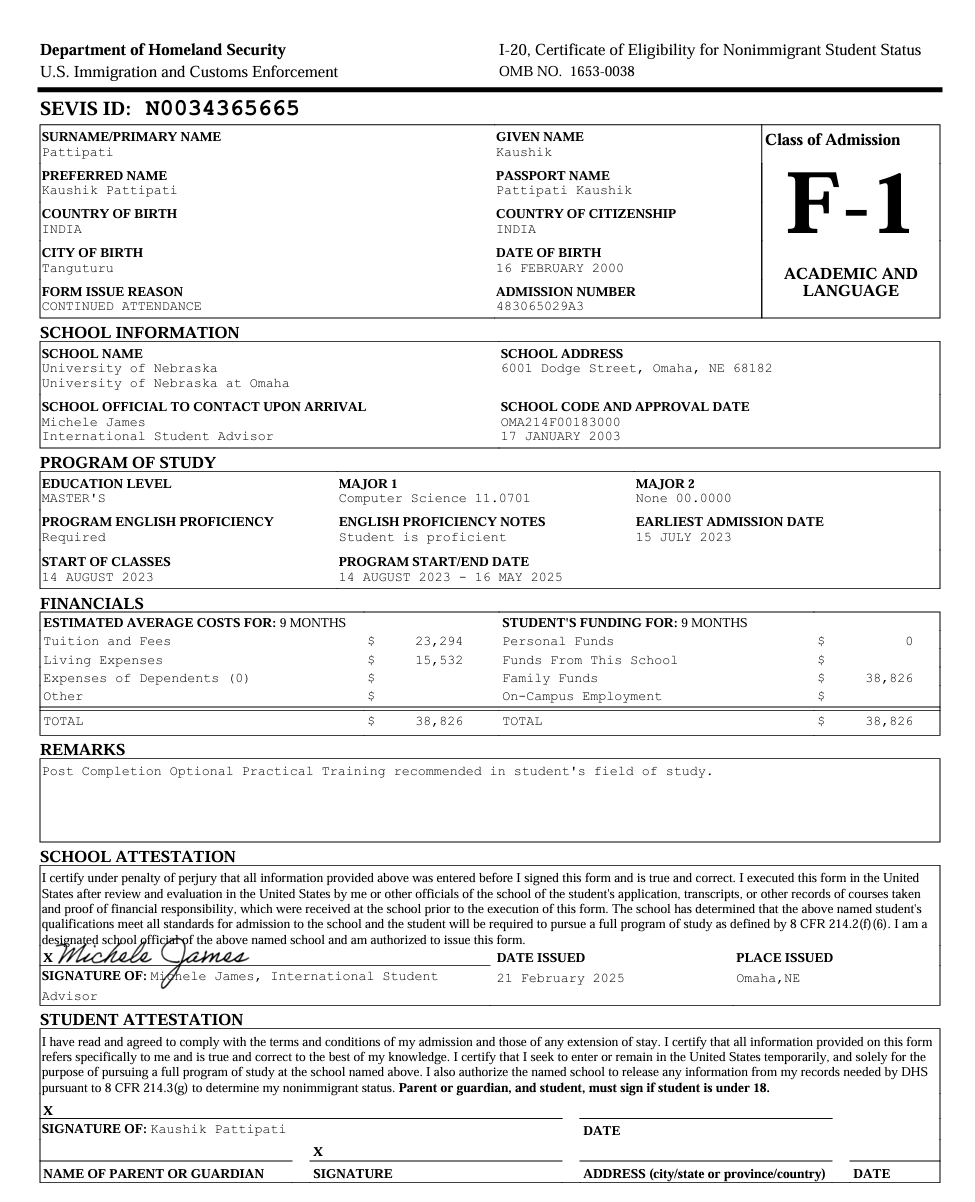 Department of Homeland Security
U.S. Immigration and Customs Enforcement
I-20, Certificate of Eligibility for Nonimmigrant Student Status
OMB NO. 1653-0038
SEVIS ID: N0034365665
SURNAME/PRIMARY NAME
Pattipati
GIVEN NAME
Kaushik
PREFERRED NAME
Kaushik Pattipati
PASSPORT NAME
Pattipati Kaushik
COUNTRY OF BIRTH
INDIA
COUNTRY OF CITIZENSHIP
INDIA
CITY OF BIRTH
Tanguturu
DATE OF BIRTH
16 FEBRUARY 2000
FORM ISSUE REASON
CONTINUED ATTENDANCE
ADMISSION NUMBER
483065029A3
Class of Admission
F-1
ACADEMIC AND
LANGUAGE
SCHOOL INFORMATION
SCHOOL NAME
University of Nebraska
University of Nebraska at Omaha
SCHOOL ADDRESS
6001 Dodge Street, Omaha, NE 68182
SCHOOL OFFICIAL TO CONTACT UPON ARRIVAL
Michele James
International Student Advisor
SCHOOL CODE AND APPROVAL DATE
OMA214F00183000
17 JANUARY 2003
PROGRAM OF STUDY
EDUCATION LEVEL
MASTER'S
MAJOR 1
Computer Science 11.0701
MAJOR 2
None 00.0000
PROGRAM ENGLISH PROFICIENCY
Required
ENGLISH PROFICIENCY NOTES
Student is proficient
EARLIEST ADMISSION DATE
15 JULY 2023
START OF CLASSES
14 AUGUST 2023
PROGRAM START/END DATE
14 AUGUST 2023 - 16 MAY 2025
FINANCIALS
ESTIMATED AVERAGE COSTS FOR: 9 MONTHS
Tuition and Fees $ 23,294
Living Expenses $ 15,532
Expenses of Dependents (0) $
Other $
TOTAL $ 38,826
STUDENT'S FUNDING FOR: 9 MONTHS
Personal Funds $ 0
Funds From This School $
Family Funds $ 38,826
On-Campus Employment $
TOTAL $ 38,826
REMARKS
Post Completion Optional Practical Training recommended in student's field of study.
SCHOOL ATTESTATION
I certify under penalty of perjury that all information provided above was entered before I signed this form and is true and correct. I executed this form in the United
States after review and evaluation in the United States by me or other officials of the school of the student's application, transcripts, or other records of courses taken
and proof of financial responsibility, which were received at the school prior to the execution of this form. The school has determined that the above named student's
qualifications meet all standards for admission to the school and the student will be required to pursue a full program of study as defined by 8 CFR 214.2(f)(6). I am a
designated school official of the above named school and am authorized to issue this form.
X Michele James
SIGNATURE OF: Michele James, International Student
Advisor
DATE ISSUED
21 February 2025
PLACE ISSUED
Omaha,NE
STUDENT ATTESTATION
I have read and agreed to comply with the terms and conditions of my admission and those of any extension of stay. I certify that all information provided on this form
refers specifically to me and is true and correct to the best of my knowledge. I certify that I seek to enter or remain in the United States temporarily, and solely for the
purpose of pursuing a full program of study at the school named above. I also authorize the named school to release any information from my records needed by DHS
pursuant to 8 CFR 214.3(g) to determine my nonimmigrant status. Parent or guardian, and student, must sign if student is under 18.
X
SIGNATURE OF: Kaushik Pattipati
DATE
X
NAME OF PARENT OR GUARDIAN
SIGNATURE
ADDRESS (city/state or province/country)
DATE